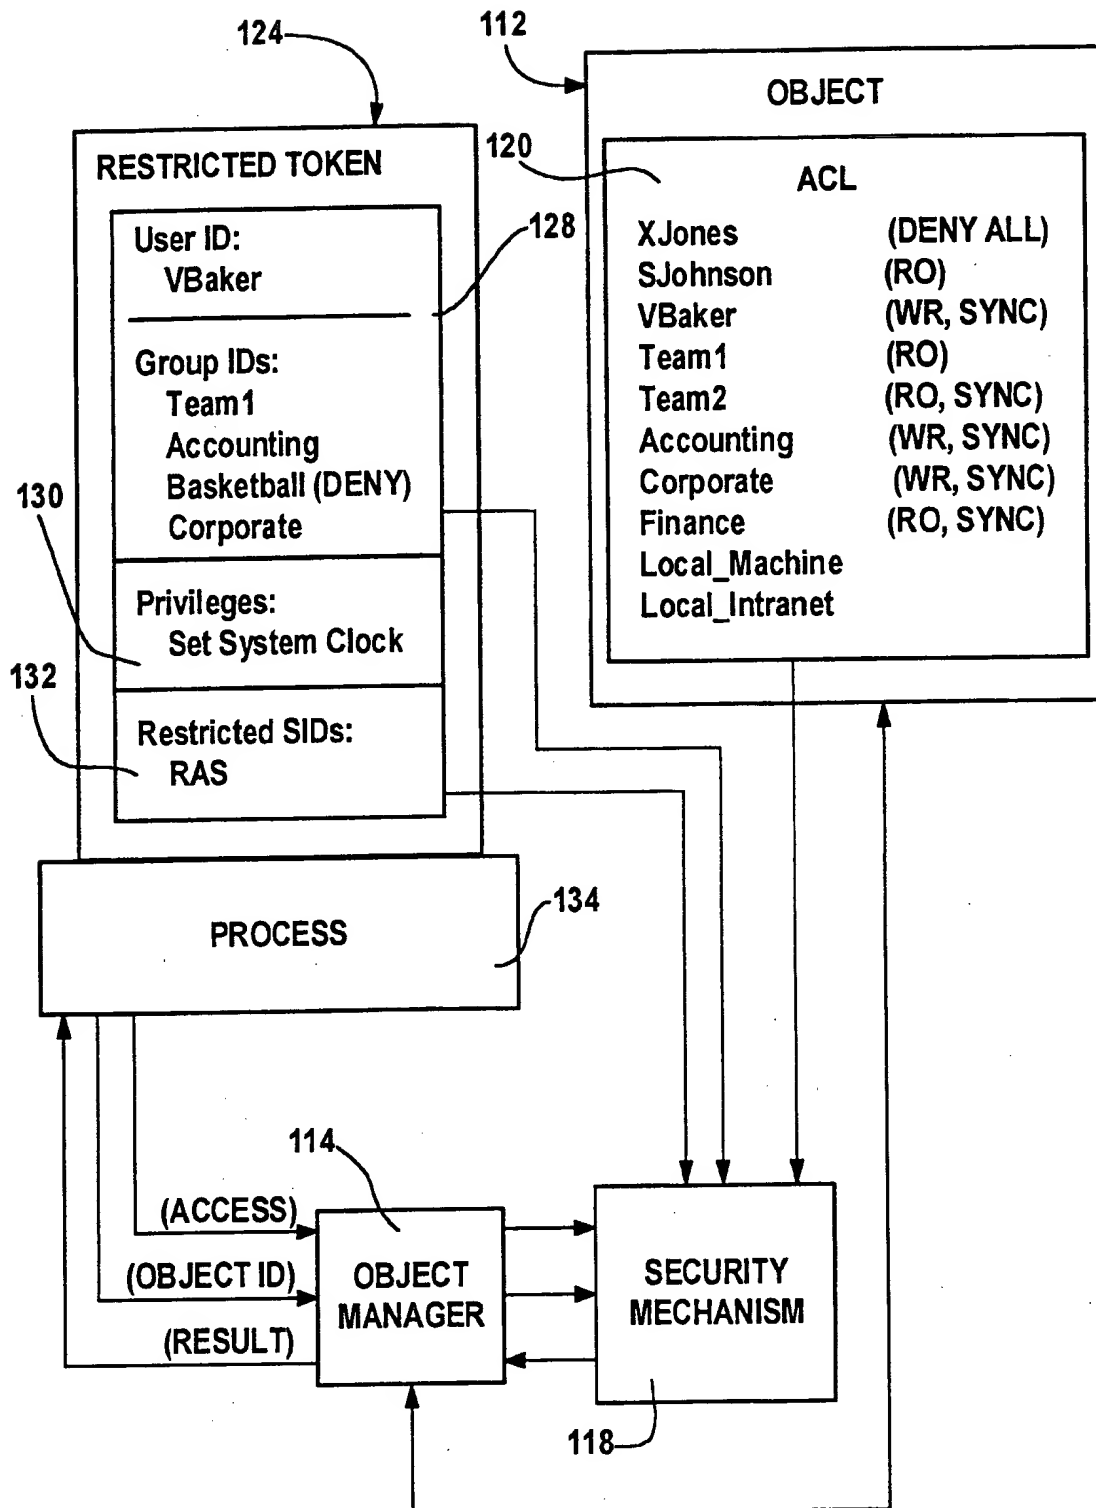 124
112
OBJECT
120
ACL
XJones (DENY ALL)
SJohnson (RO)
VBaker (WR, SYNC)
Team1 (RO)
Team2 (RO, SYNC)
Accounting (WR, SYNC)
Corporate (WR, SYNC)
Finance (RO, SYNC)
Local_Machine
Local_Intranet
RESTRICTED TOKEN
128
User ID:
VBaker
Group IDs:
Team1
Accounting
Basketball (DENY)
Corporate
130
Privileges:
Set System Clock
132
Restricted SIDs:
RAS
134
PROCESS
114
(ACCESS)
(OBJECT ID)
(RESULT)
OBJECT
MANAGER
SECURITY
MECHANISM
118